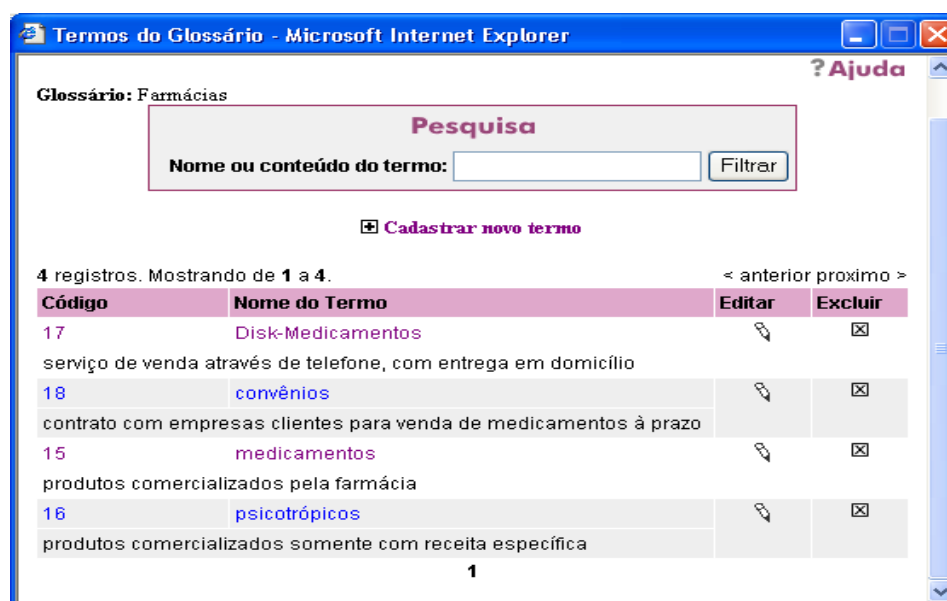 Termos do Glossário - Microsoft Internet Explorer
?Ajuda
Glossário: Farmácias
Pesquisa
Nome ou conteúdo do termo: Filtrar
Cadastrar novo termo
4 registros. Mostrando de 1 a 4. < anterior proximo >
Código Nome do Termo Editar Excluir
17 Disk-Medicamentos
serviço de venda através de telefone, com entrega em domicílio
18 convênios
contrato com empresas clientes para venda de medicamentos à prazo
15 medicamentos
produtos comercializados pela farmácia
16 psicotrópicos
produtos comercializados somente com receita específica
1